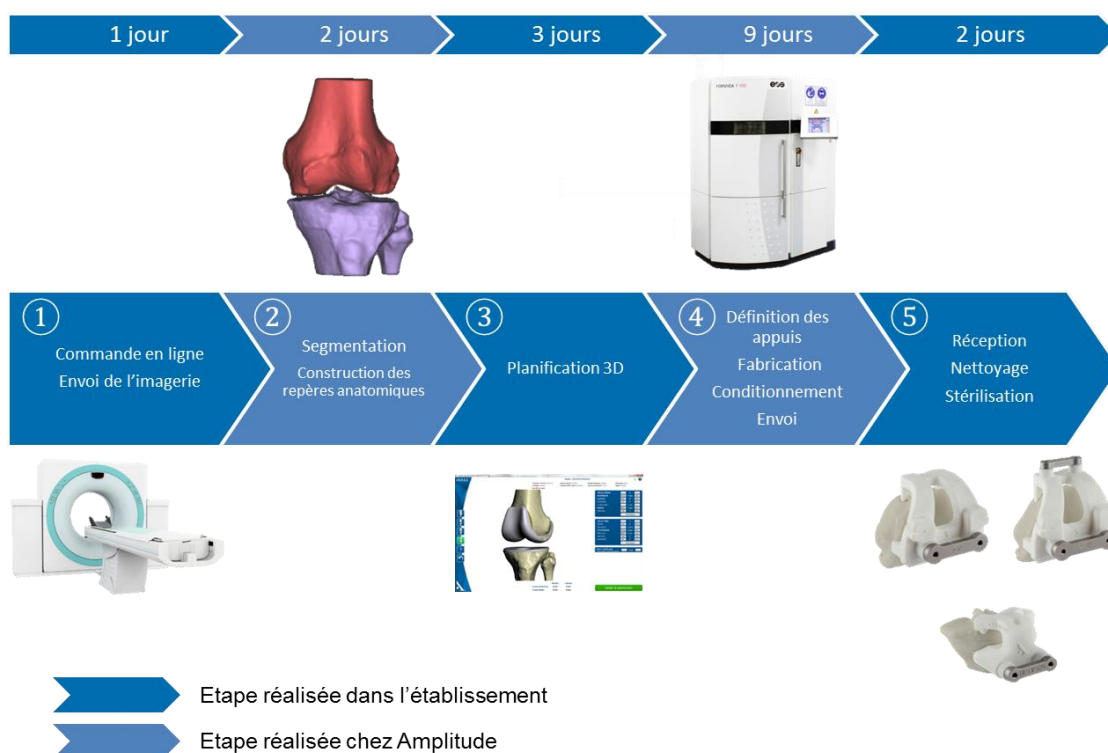 1 jour
2 jours
3 jours
9 jours
2 jours
eos
1
Commande en ligne
Envoi de l’imagerie
2
Segmentation
Construction des
repères anatomiques
3
Planification 3D
4
Définition des
appuis
Fabrication
Conditionnement
Envoi
5
Réception
Nettoyage
Stérilisation
Etape réalisée dans l’établissement
Etape réalisée chez Amplitude